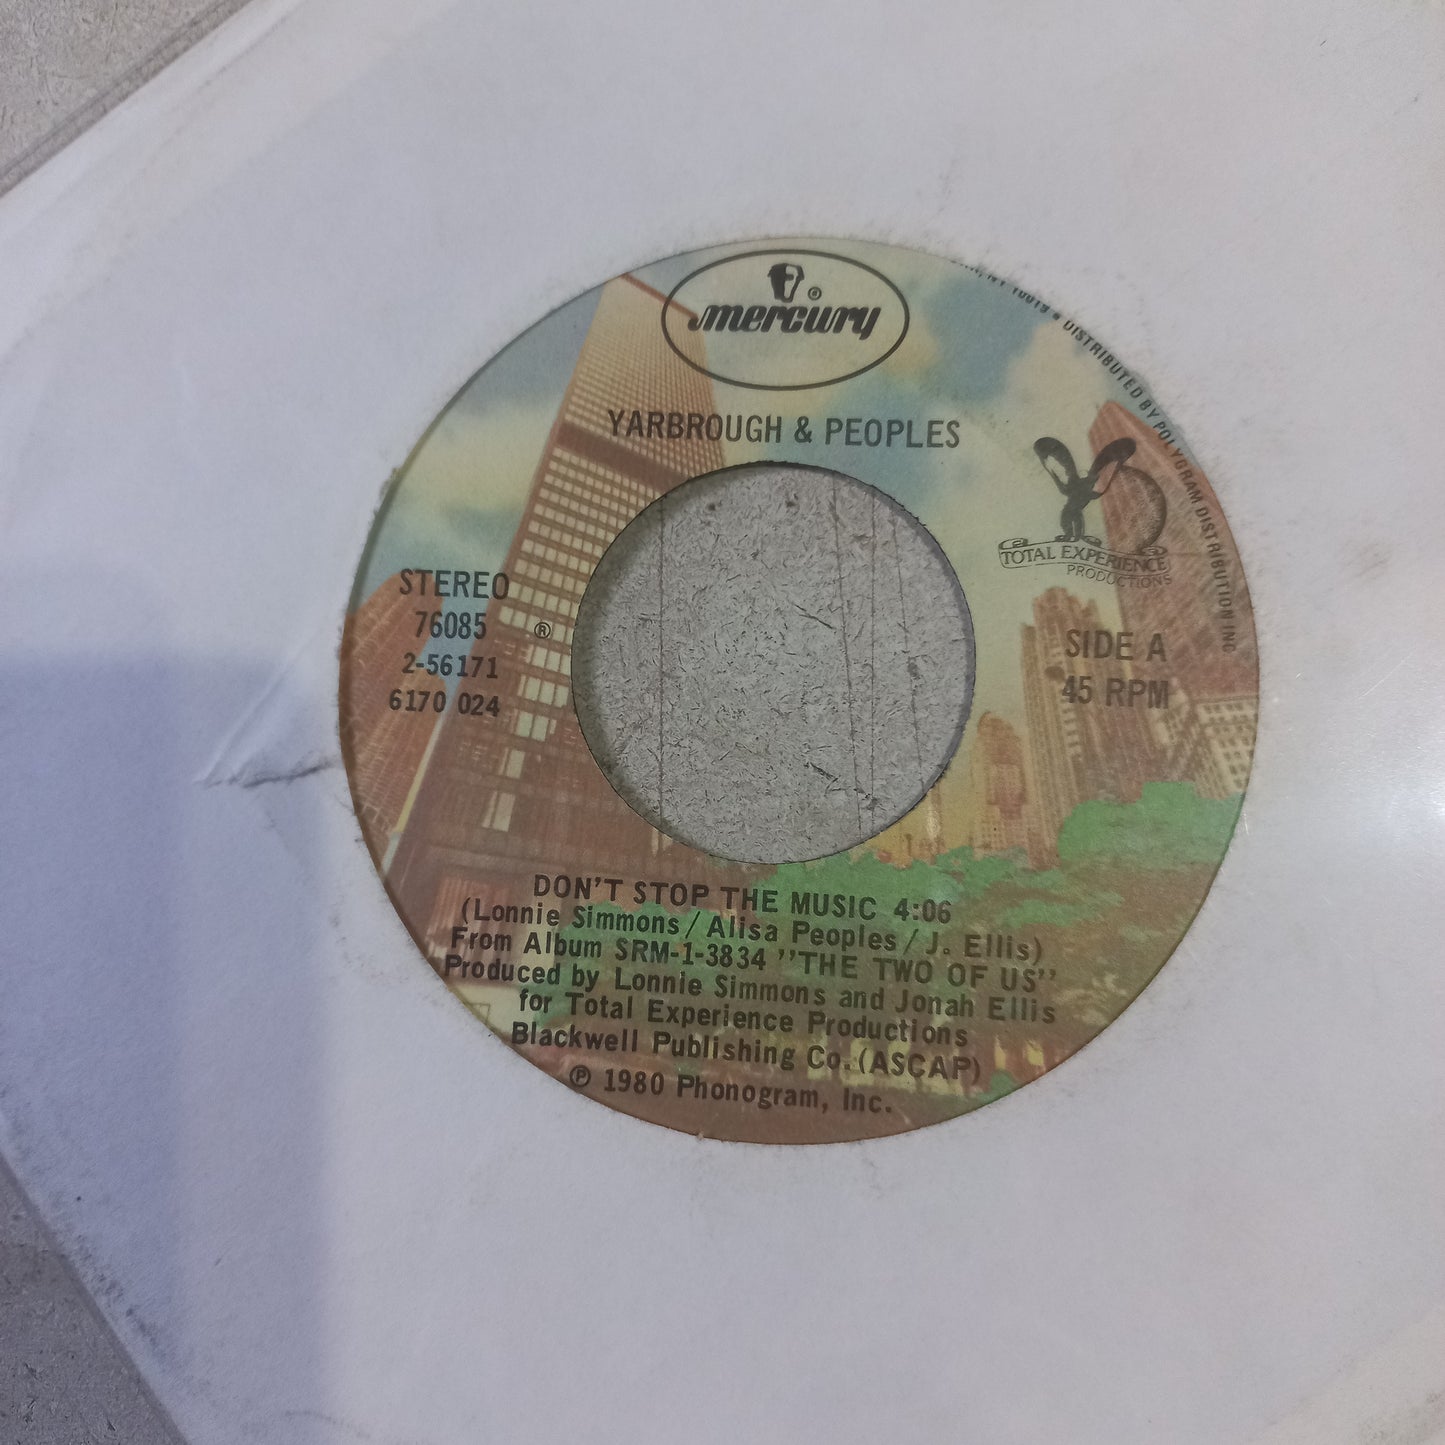 mercury
YARBROUGH & PEOPLES
NY 10019 • DISTRIBUTED BY POLYGRAM DISTRIBUTION INC
TOTAL EXPERIENCE
PRODUCTIONS
STEREO
76085
2-56171
6170 024
®
SIDE A
45 RPM
DON'T STOP THE MUSIC 4:06
(Lonnie Simmons/Alisa Peoples/J. Ellis)
From Album SRM-1-3834 "THE TWO OF US"
Produced by Lonnie Simmons and Jonah Ellis
for Total Experience Productions
Blackwell Publishing Co. (ASCAP)
℗ 1980 Phonogram, Inc.